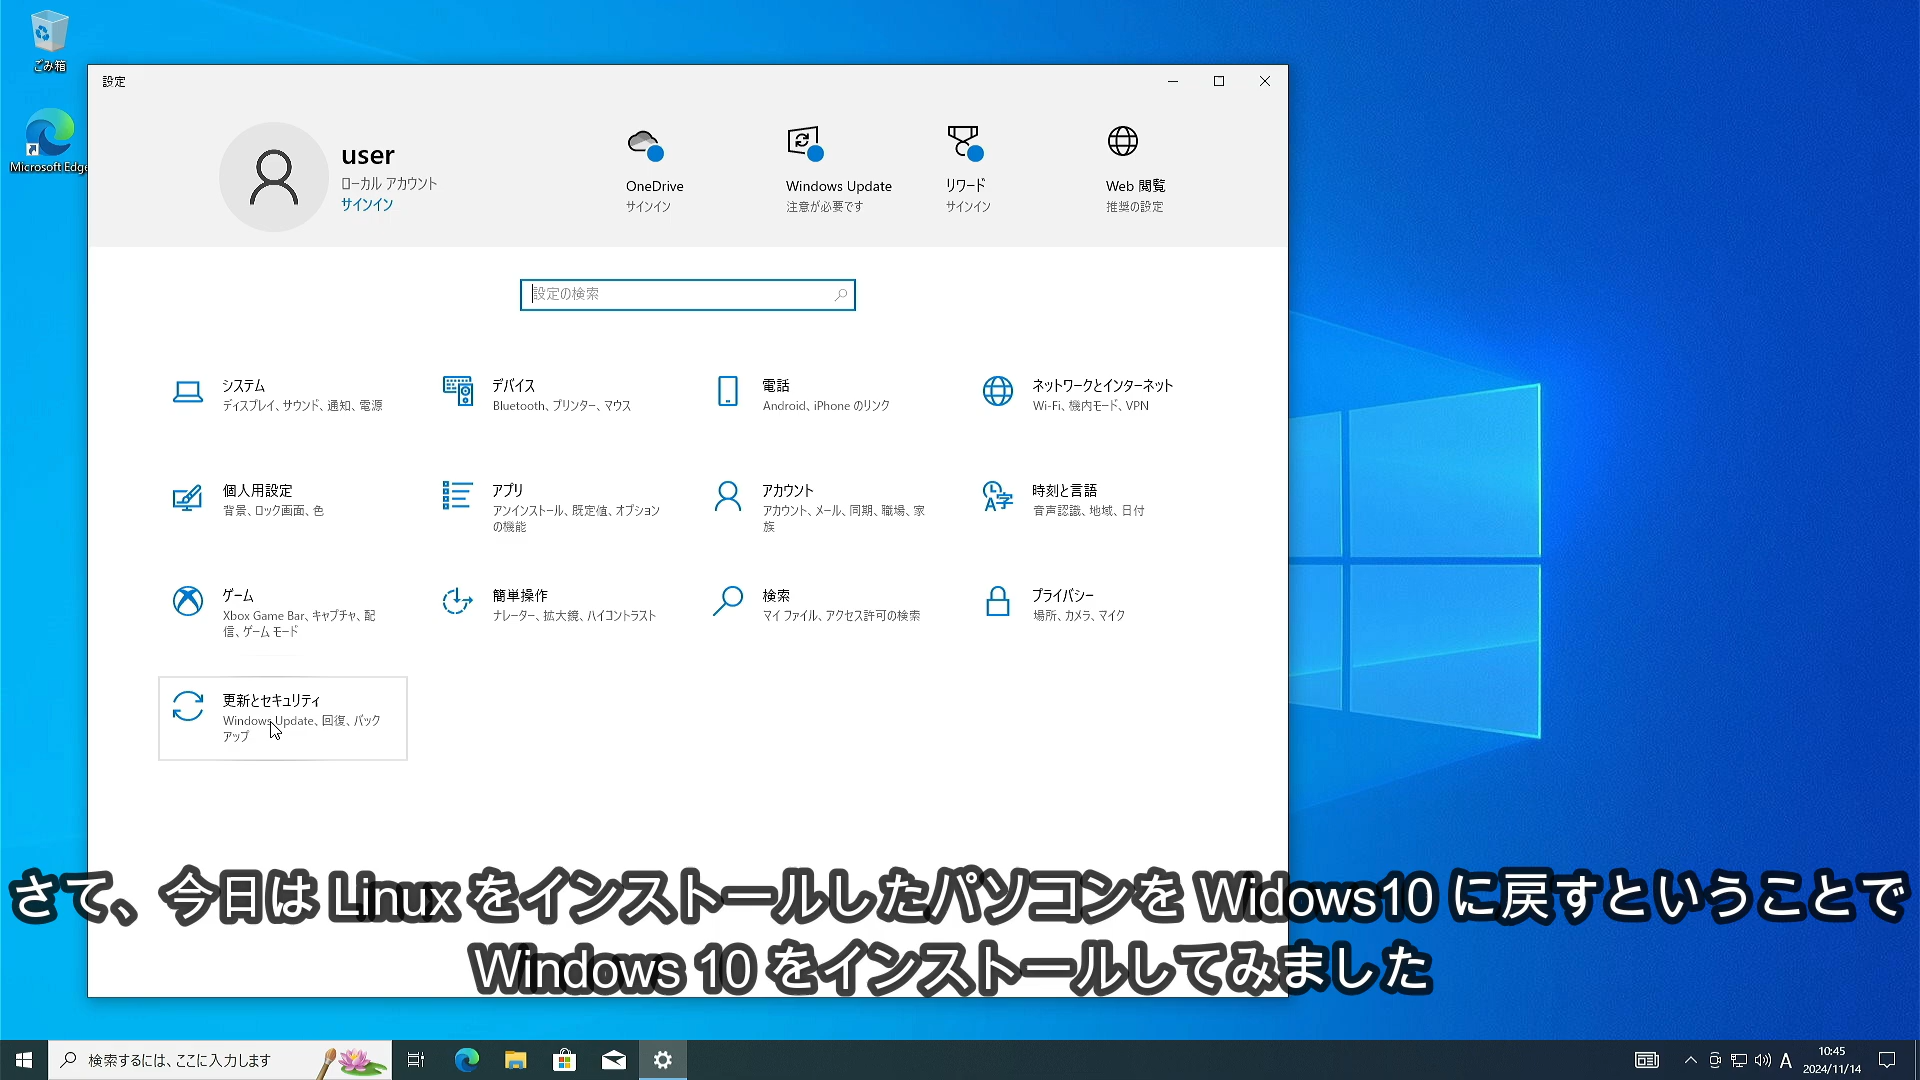 ごみ箱
Microsoft Edge
設定
user
ローカル アカウント
サインイン
OneDrive
サインイン
Windows Update
注意が必要です
リワード
サインイン
Web 閲覧
推奨の設定
設定の検索
システム
ディスプレイ、サウンド、通知、電源
デバイス
Bluetooth、プリンター、マウス
電話
Android、iPhone のリンク
ネットワークとインターネット
Wi-Fi、機内モード、VPN
個人用設定
背景、ロック画面、色
アプリ
アンインストール、既定値、オプション
の機能
アカウント
アカウント、メール、同期、職場、家
族
時刻と言語
音声認識、地域、日付
ゲーム
Xbox Game Bar、キャプチャ、配
信、ゲーム モード
簡単操作
ナレーター、拡大鏡、ハイコントラスト
検索
マイ ファイル、アクセス許可の検索
プライバシー
場所、カメラ、マイク
更新とセキュリティ
Windows Update、回復、バック
アップ
さて、今日は Linux をインストールしたパソコンを Widows10 に戻すということで
Windows 10 をインストールしてみました
検索するには、ここに入力します
A
10:45
2024/11/14